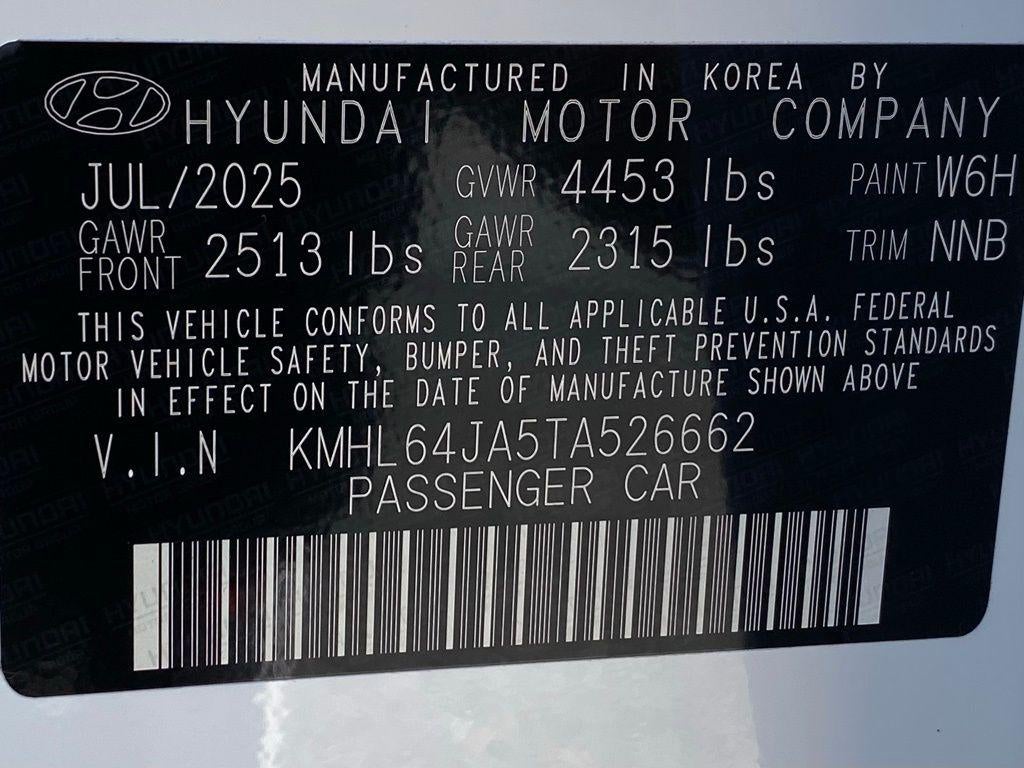 MANUFACTURED IN KOREA BY
HYUNDAI MOTOR COMPANY
JUL/2025 GVWR 4453 lbs PAINT W6H
GAWR FRONT 2513 lbs GAWR REAR 2315 lbs TRIM NNB
THIS VEHICLE CONFORMS TO ALL APPLICABLE U.S.A. FEDERAL
MOTOR VEHICLE SAFETY, BUMPER, AND THEFT PREVENTION STANDARDS
IN EFFECT ON THE DATE OF MANUFACTURE SHOWN ABOVE
V.I.N KMHL64JA5TA526662
PASSENGER CAR